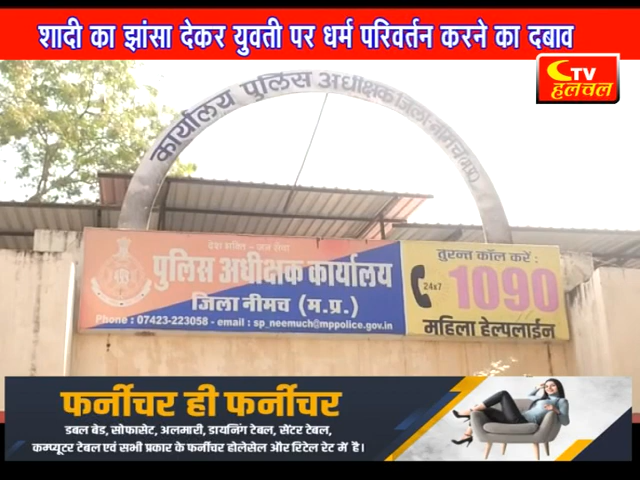 शादी का झांसा देकर युवती पर धर्म परिवर्तन करने का दबाव
CTV
हलचल
कार्यालय पुलिस अधीक्षक जिला नीमच (म.प्र.)
देश भक्ति - जन सेवा
पुलिस अधीक्षक कार्यालय
जिला नीमच (म.प्र.)
Phone : 07423-223058 - email : sp_neemuch@mppolice.gov.in
तुरन्त कॉल करें :
24x7
1090
महिला हेल्पलाईन
फर्नीचर ही फर्नीचर
डबल बेड, सोफासेट, अलमारी, डायनिंग टेबल, सेंटर टेबल,
कम्प्यूटर टेबल एवं सभी प्रकार के फर्नीचर होलेसेल और रिटेल रेट में है।